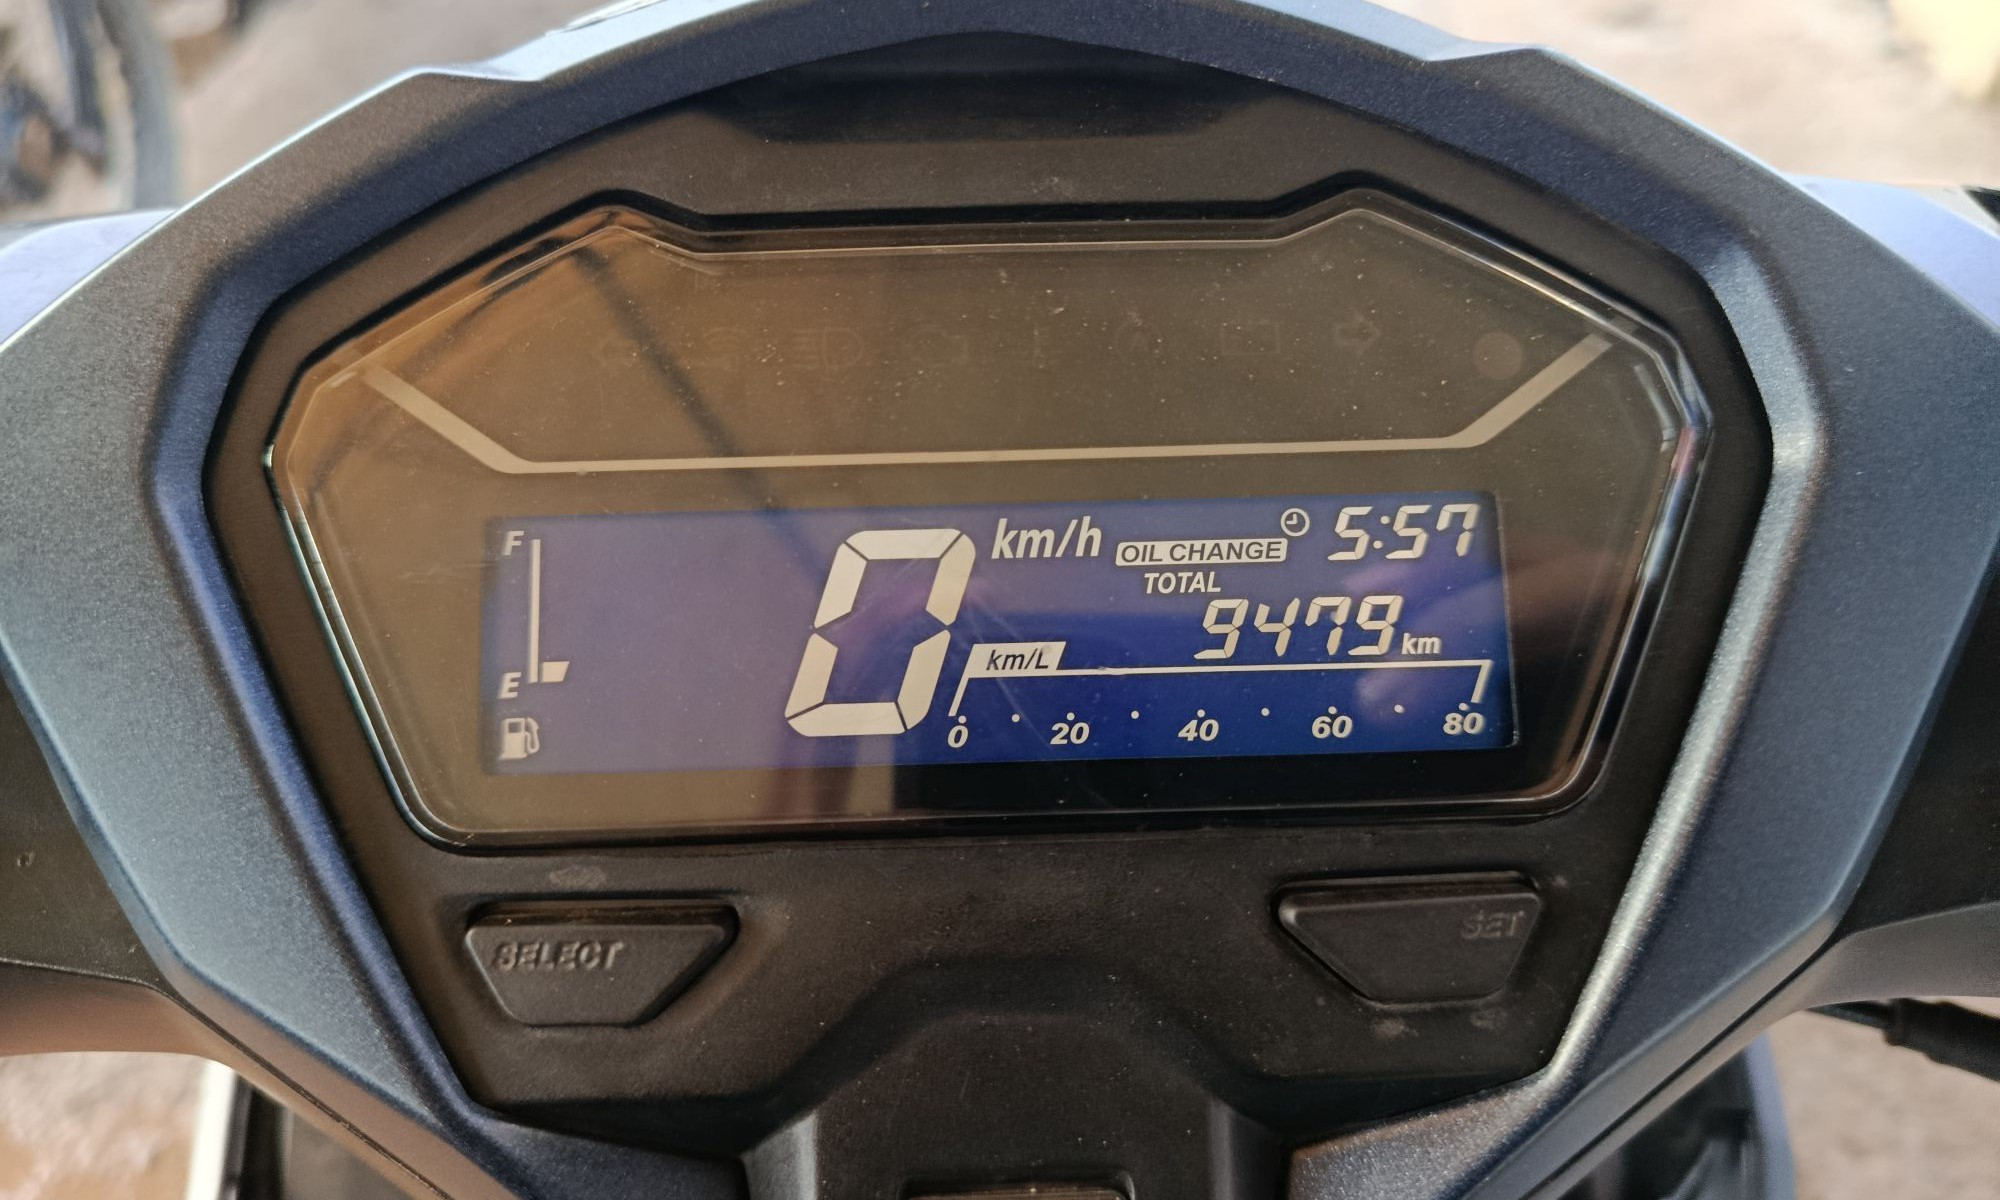 F
E
0 km/h
OIL CHANGE
5:57
TOTAL
9479 km
km/L
0 20 40 60 80
SELECT
SET